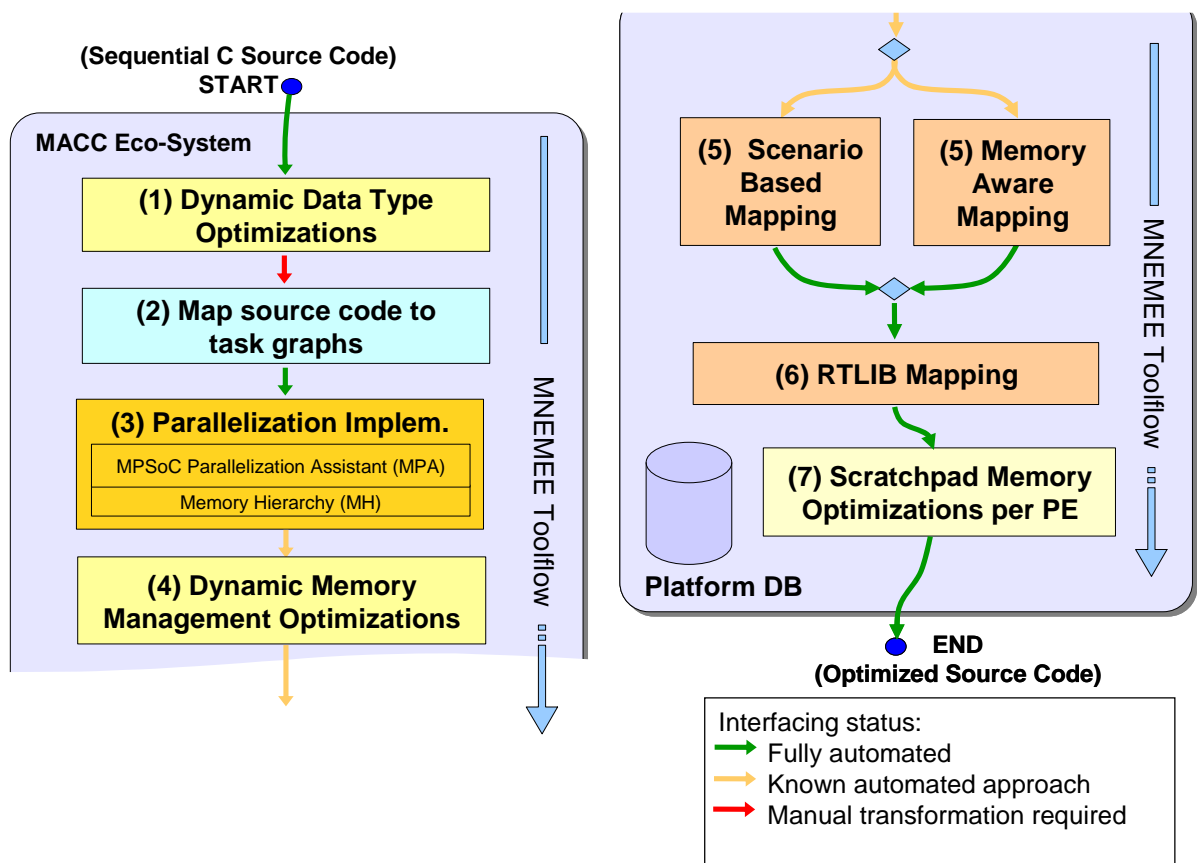 (Sequential C Source Code)
START
MACC Eco-System
(1) Dynamic Data Type
Optimizations
(2) Map source code to
task graphs
(3) Parallelization Implem.
MPSoC Parallelization Assistant (MPA)
Memory Hierarchy (MH)
(4) Dynamic Memory
Management Optimizations
MNEMEE Toolflow
(5) Scenario
Based
Mapping
(5) Memory
Aware
Mapping
(6) RTLIB Mapping
(7) Scratchpad Memory
Optimizations per PE
Platform DB
MNEMEE Toolflow
END
(Optimized Source Code)
Interfacing status:
Fully automated
Known automated approach
Manual transformation required